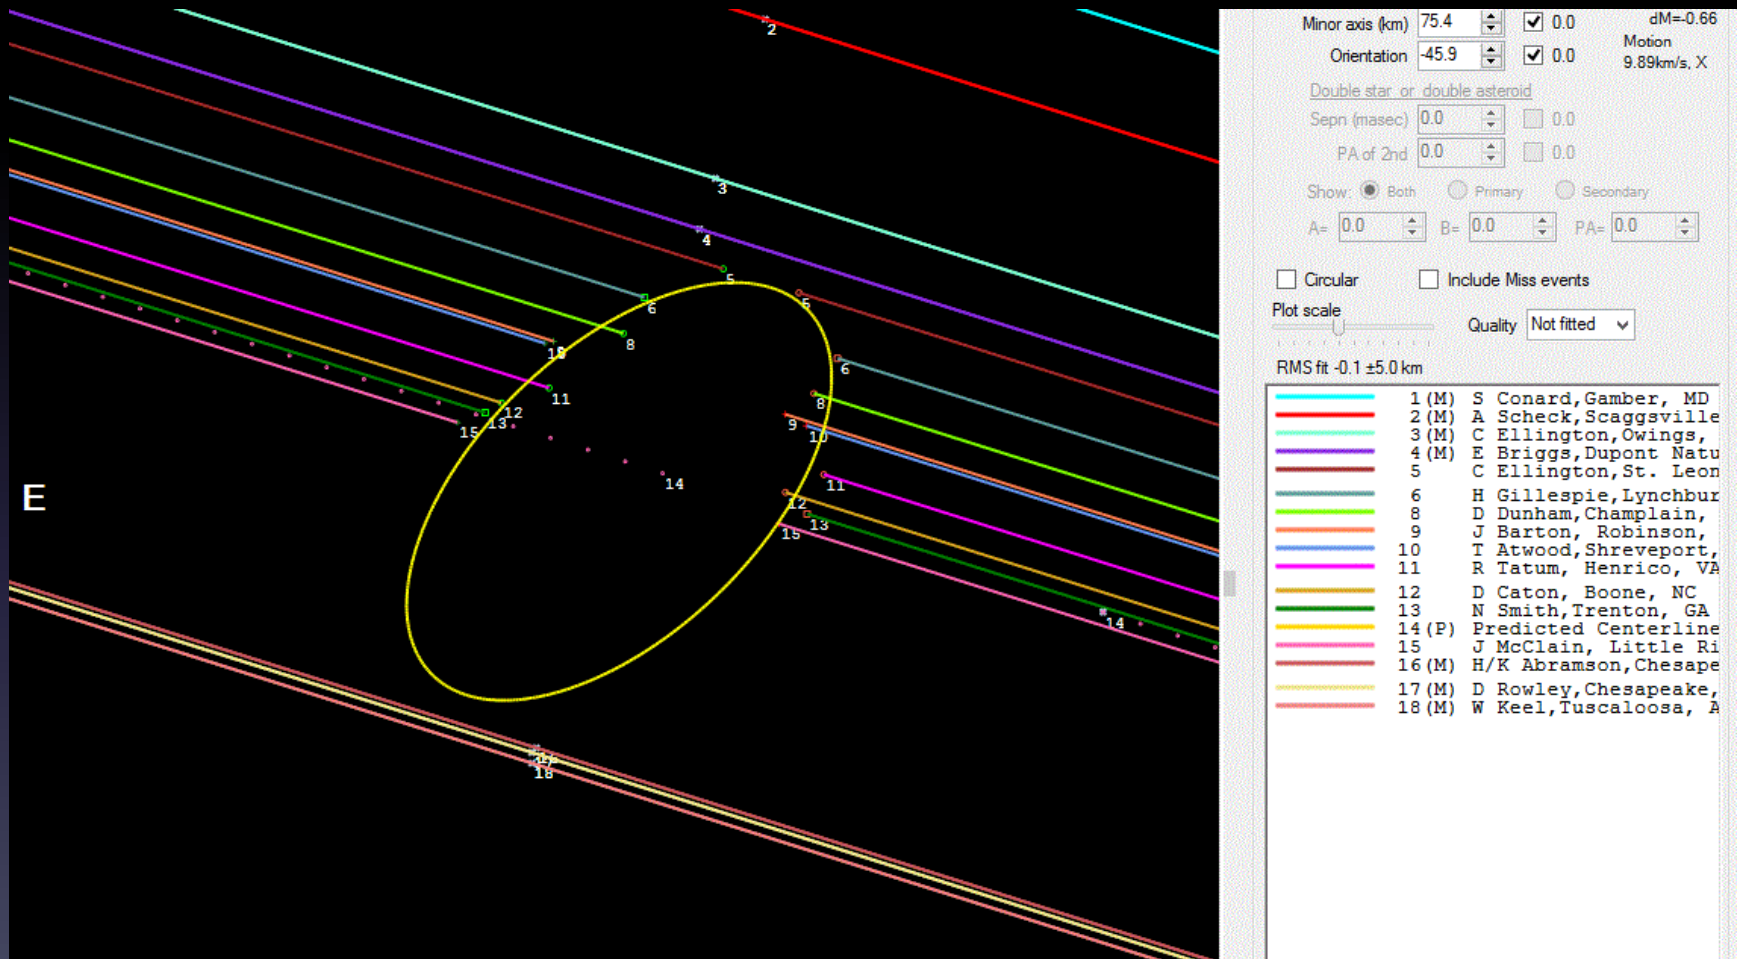 Minor axis (km) 75.4 0.0 dM=-0.66
Orientation -45.9 0.0 Motion
9.89km/s, X
Double star or double asteroid
Sepn (masec) 0.0 0.0
PA of 2nd 0.0 0.0
Show: Both Primary Secondary
A= 0.0 B= 0.0 PA= 0.0
Circular Include Miss events
Plot scale
Quality Not fitted
RMS fit -0.1 ±5.0 km
1(M) S Conard,Gamber, MD
2(M) A Scheck,Scaggsville
3(M) C Ellington,Owings,
4(M) E Briggs,Dupont Natu
5 C Ellington,St. Leon
6 H Gillespie,Lynchbur
8 D Dunham,Champlain,
9 J Barton, Robinson,
10 T Atwood,Shreveport,
11 R Tatum, Henrico, VA
12 D Caton, Boone, NC
13 N Smith,Trenton, GA
14(P) Predicted Centerline
15 J McClain, Little Ri
16(M) H/K Abramson,Chesape
17(M) D Rowley,Chesapeake,
18(M) W Keel,Tuscaloosa, A
2
3
4
5
5
6
6
8
8
9
10
11
11
12
12
13
13
14
14
15
15
18
E